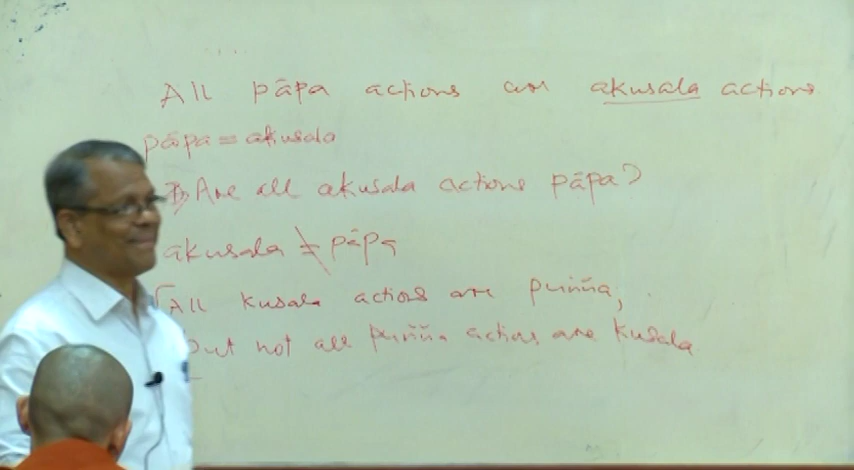 All pāpa actions are akusala actions
pāpa = akusala
Are all akusala actions pāpa?
akusala ≠ pāpa
All kusala actions are puñña,
but not all puñña actions are kusala